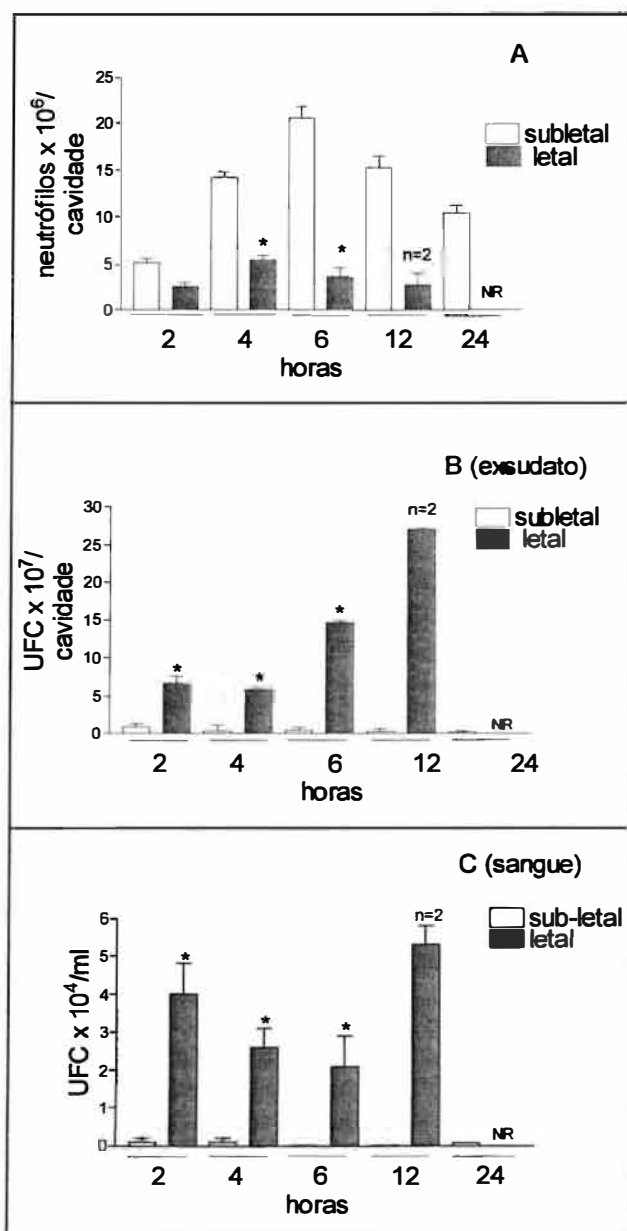 A
neutrófilos x 10⁶/
cavidade
25
20
15
10
5
0
subletal
letal
*
*
n=2
NR
2 4 6 12 24
horas
B (exsudato)
UFC x 10⁷/
cavidade
30
25
20
15
10
5
0
subletal
letal
*
*
*
n=2
NR
2 4 6 12 24
horas
C (sangue)
UFC x 10⁴/ml
6
5
4
3
2
1
0
sub-letal
letal
*
*
*
n=2
NR
2 4 6 12 24
horas